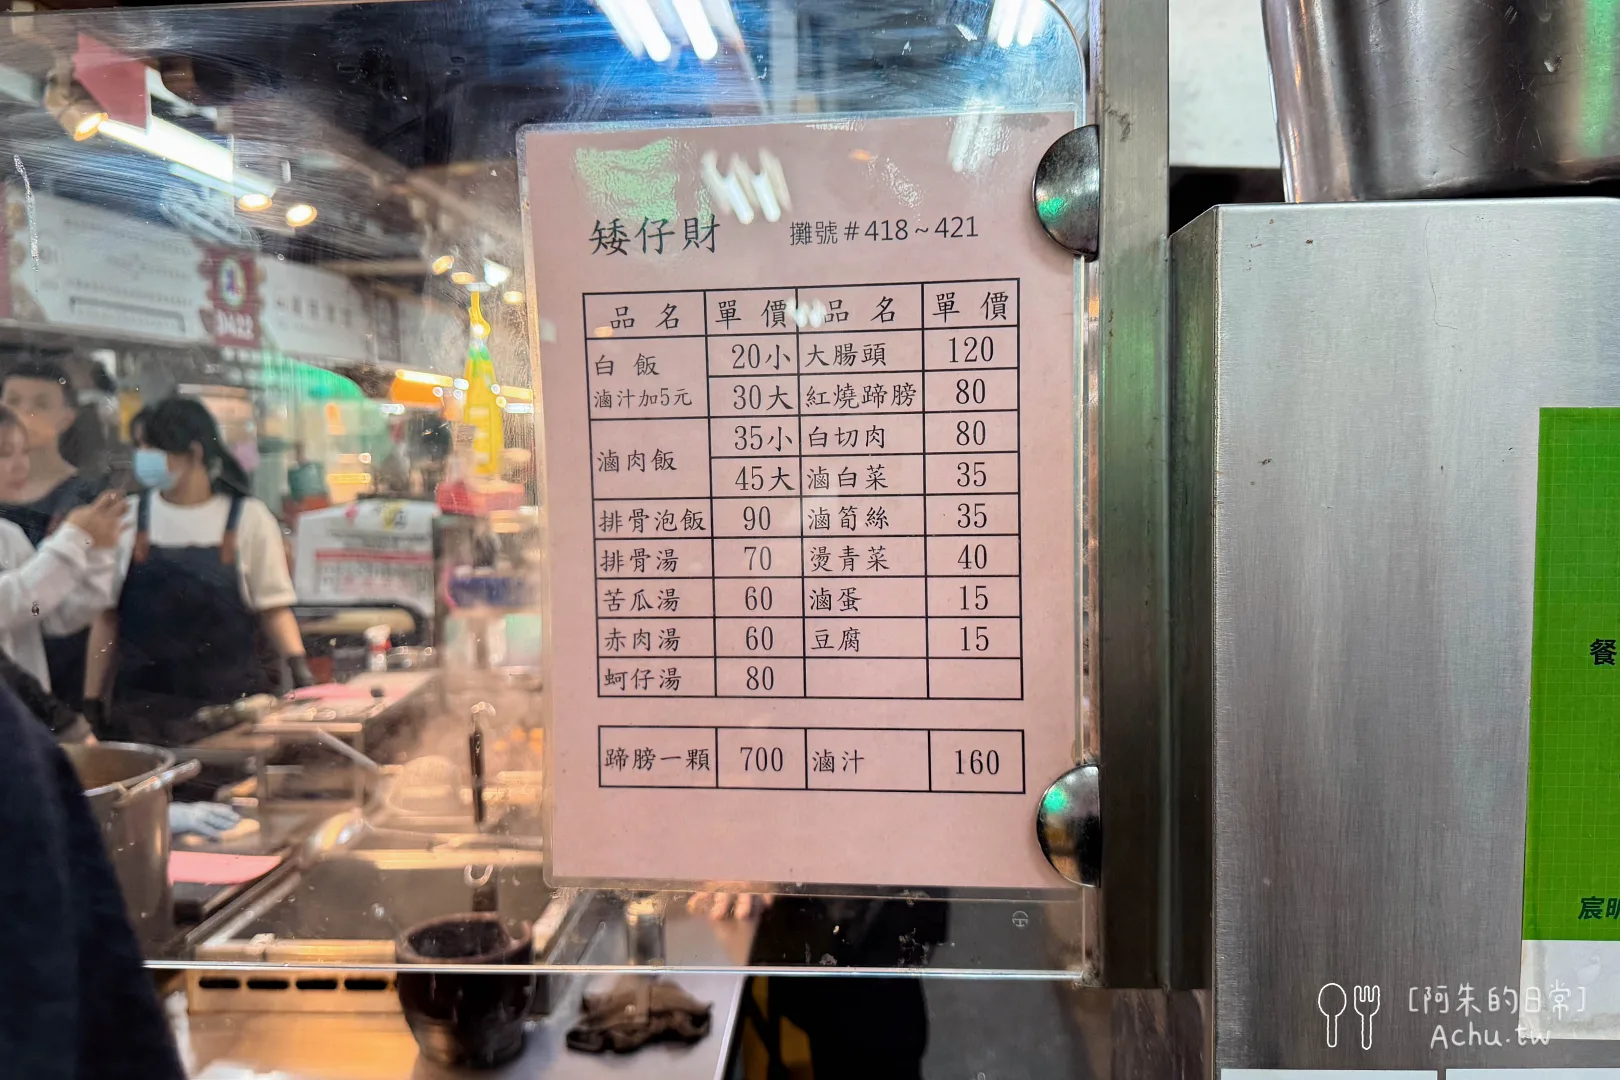 矮仔財 攤號#418~421
品名 單價 品名 單價
白飯 20小 大腸頭 120
滷汁加5元 30大 紅燒蹄膀 80
滷肉飯 35小 白切肉 80
45大 滷白菜 35
排骨泡飯 90 滷筍絲 35
排骨湯 70 燙青菜 40
苦瓜湯 60 滷蛋 15
赤肉湯 60 豆腐 15
蚵仔湯 80
蹄膀一顆 700 滷汁 160
餐
宸昕
[阿朱的日常]
Achu.tw